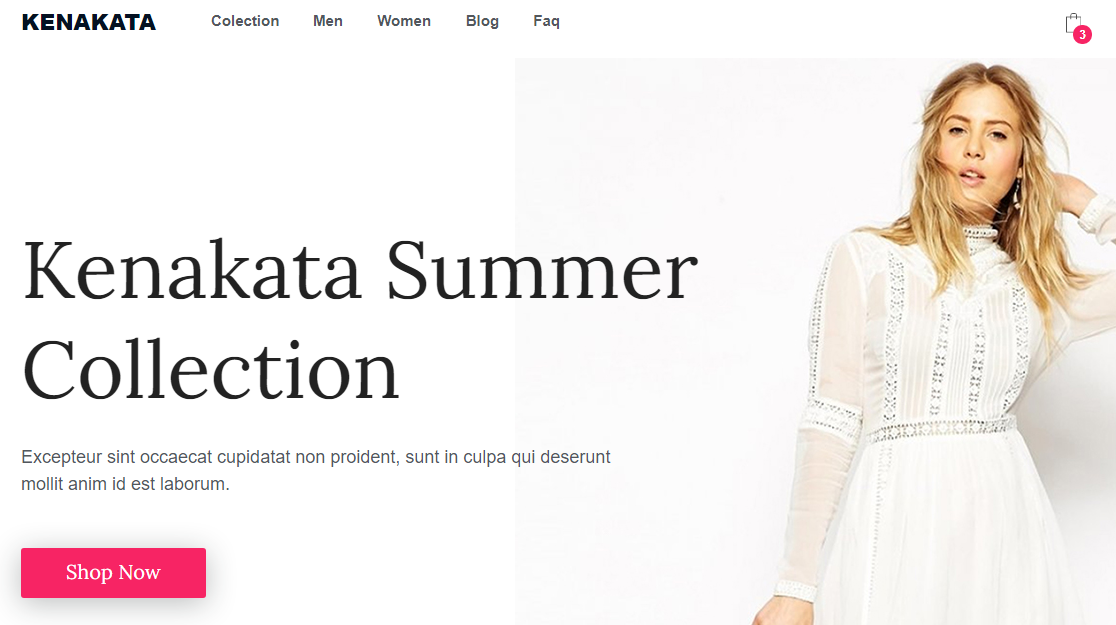 KENAKATA
Colection Men Women Blog Faq
3
Kenakata Summer
Collection
Excepteur sint occaecat cupidatat non proident, sunt in culpa qui deserunt
mollit anim id est laborum.
Shop Now